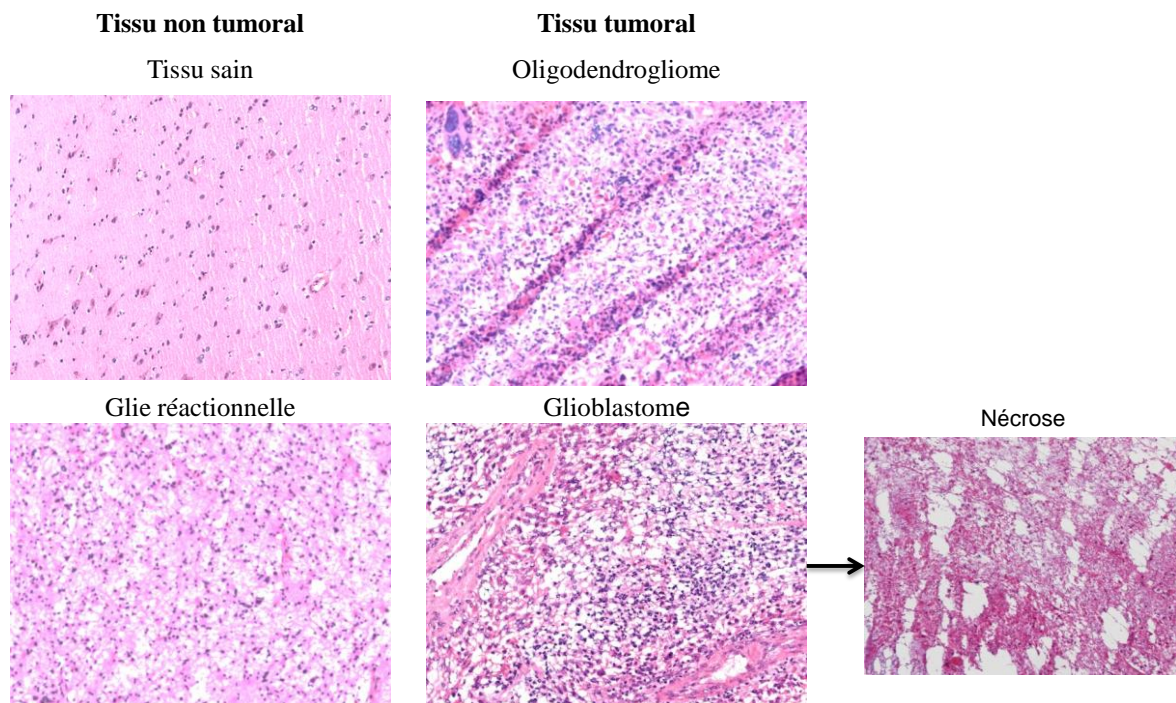 Tissu non tumoral
Tissu tumoral
Tissu sain
Oligodendrogliome
Glie réactionnelle
Glioblastome
Nécrose